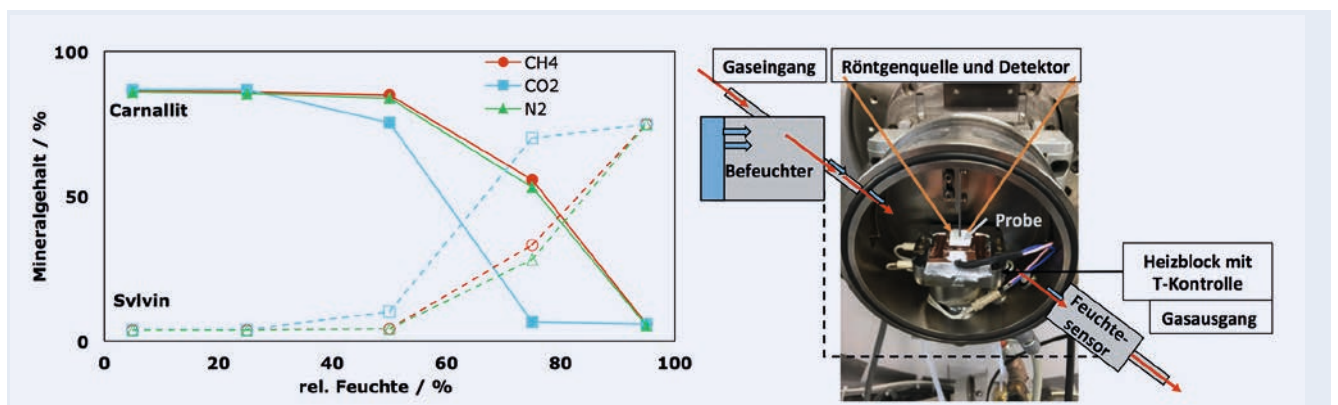 100
50
0
Mineralgehalt / %
Carnallit
Sylvin
CH4
CO2
N2
0
20
40
60
80
100
rel. Feuchte / %
Gaseingang
Röntgenquelle und Detektor
Befeuchter
Probe
Heizblock mit
T-Kontrolle
Feuchte-
sensor
Gasausgang